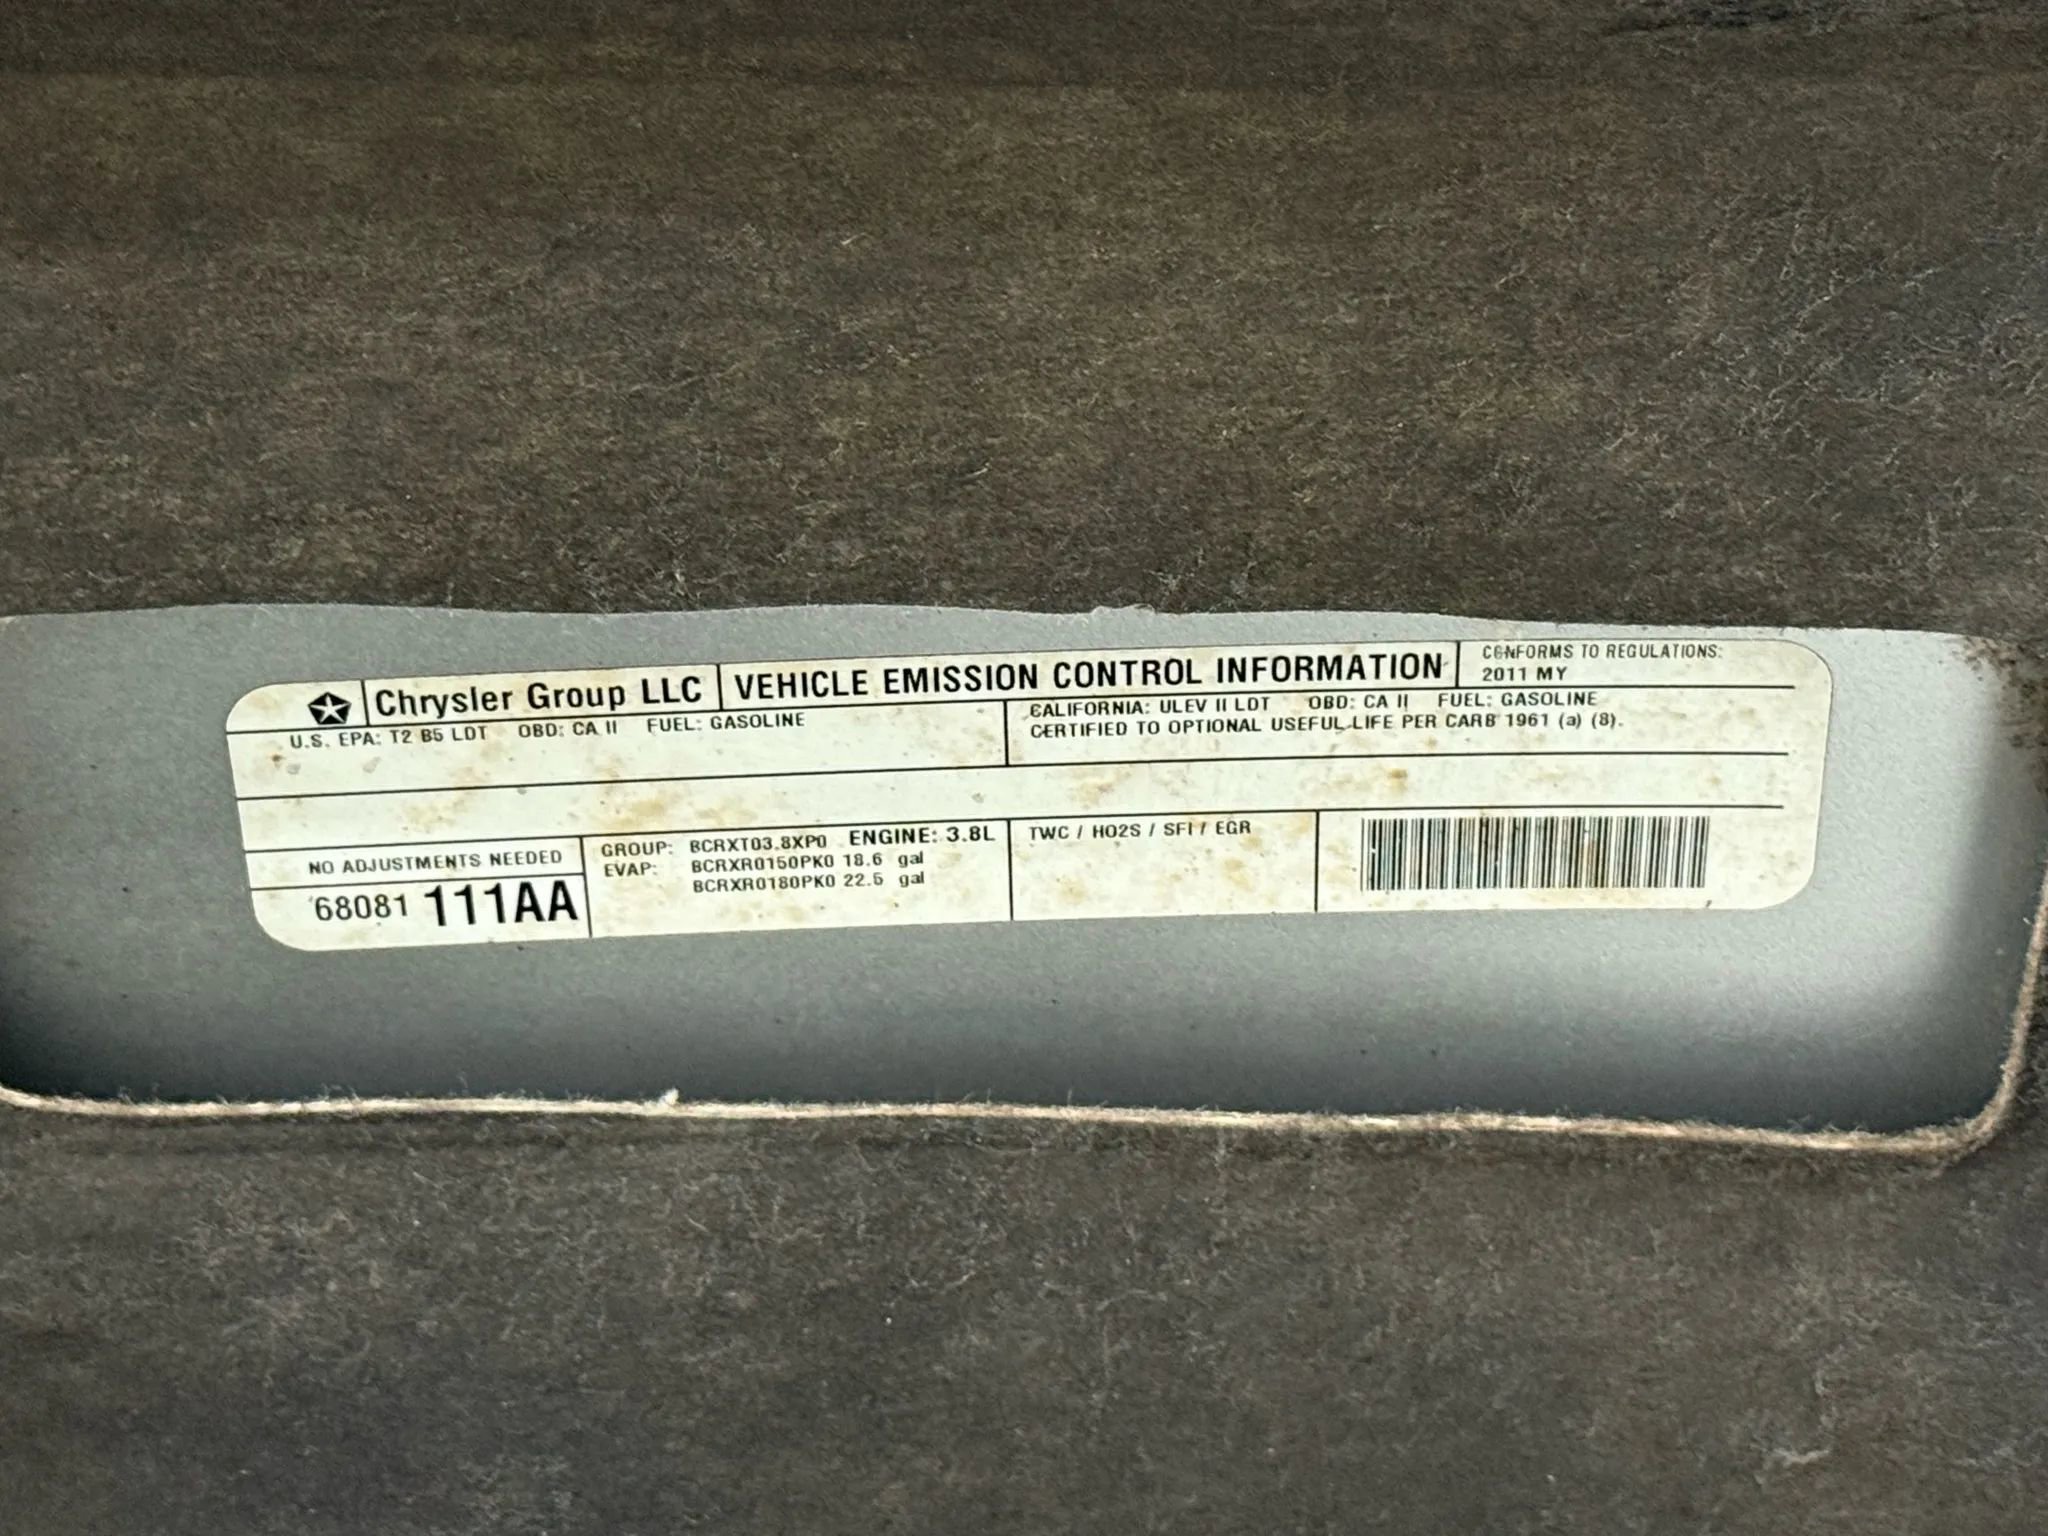 Chrysler Group LLC VEHICLE EMISSION CONTROL INFORMATION
CONFORMS TO REGULATIONS:
2011 MY
U.S. EPA: T2 B5 LDT OBD: CA II FUEL: GASOLINE
CALIFORNIA: ULEV II LDT OBD: CA II FUEL: GASOLINE
CERTIFIED TO OPTIONAL USEFUL LIFE PER CARB 1961 (a) (8).
NO ADJUSTMENTS NEEDED
68081 111AA
GROUP: BCRXT03.8XP0 ENGINE: 3.8L
EVAP: BCRXR0150PK0 18.6 gal
BCRXR0180PK0 22.5 gal
TWC / HO2S / SFI / EGR